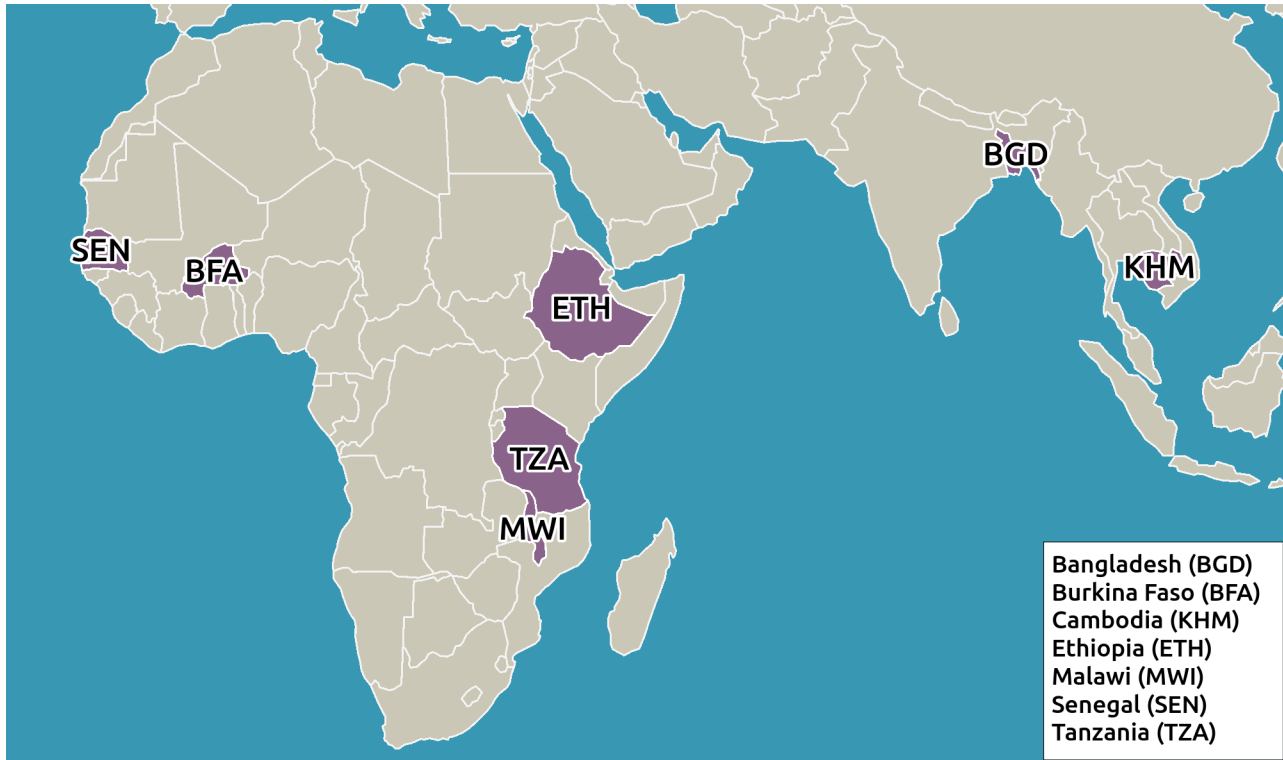 BGD
SEN
BFA
KHM
ETH
TZA
MWI
Bangladesh (BGD)
Burkina Faso (BFA)
Cambodia (KHM)
Ethiopia (ETH)
Malawi (MWI)
Senegal (SEN)
Tanzania (TZA)